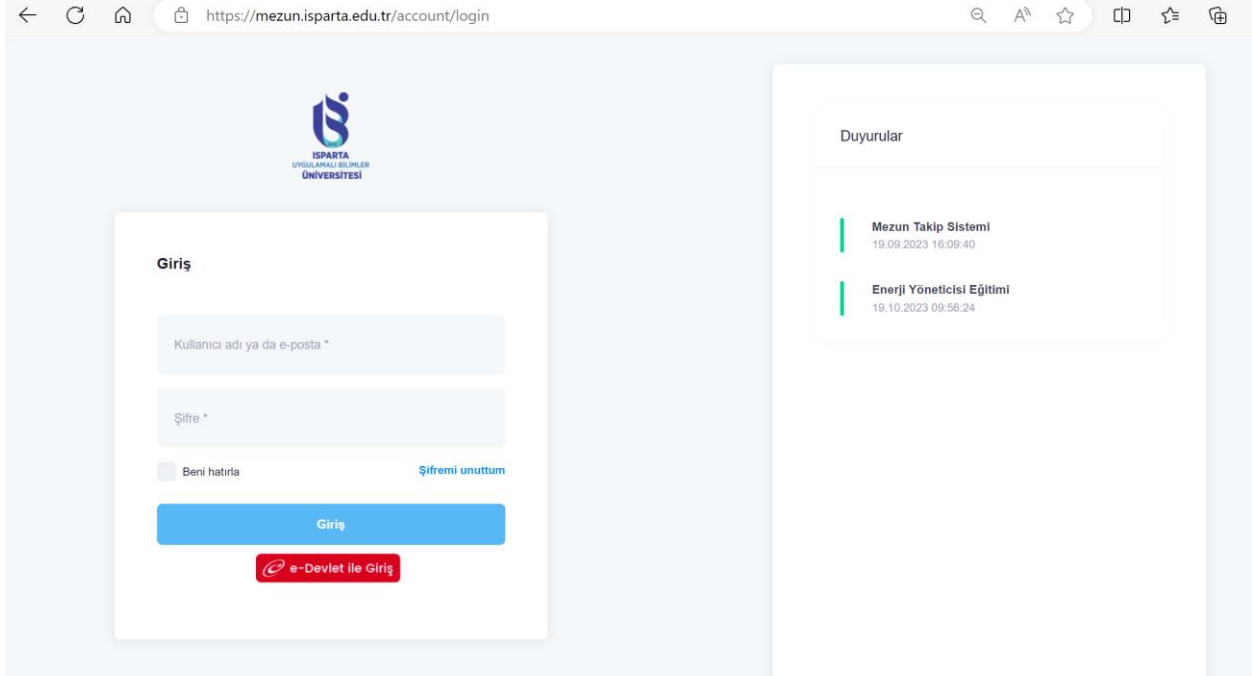 https://mezun.isparta.edu.tr/account/login
ISPARTA
UYGULAMALI BİLİMLER
ÜNİVERSİTESİ
Giriş
Kullanıcı adı ya da e-posta *
Şifre *
Beni hatırla
Şifremi unuttum
Giriş
e-Devlet ile Giriş
Duyurular
Mezun Takip Sistemi
19.09.2023 16:09:40
Enerji Yöneticisi Eğitimi
19.10.2023 09:56:24